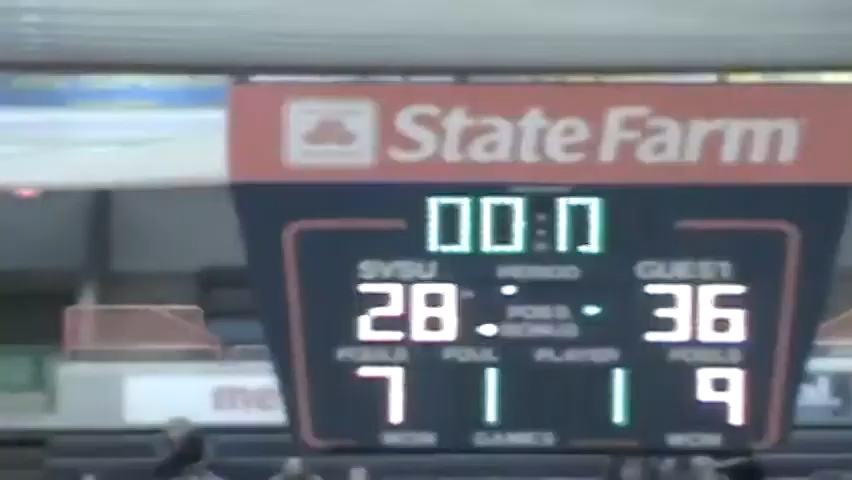 State Farm
00:0
SVSU PERIOD GUEST
28 POSS 36
BONUS
FOULS FOUL PLAYER FOULS
7 1 1 9
WON GAMES WON